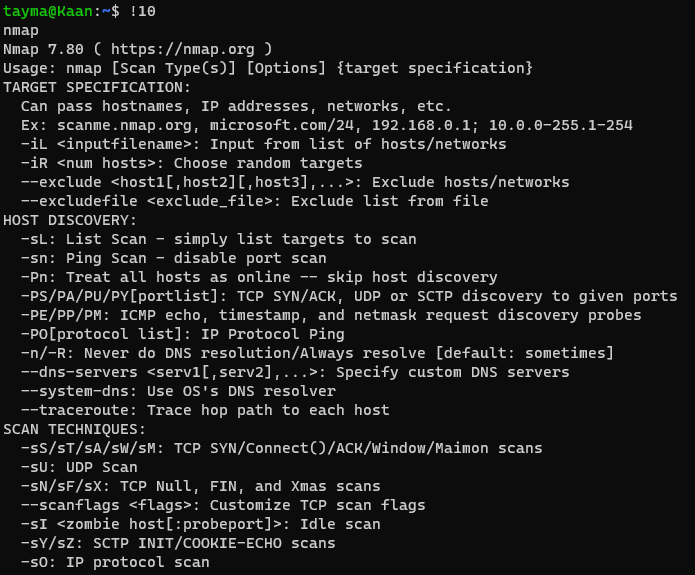 tayma@Kaan:~$ !10
nmap
Nmap 7.80 ( https://nmap.org )
Usage: nmap [Scan Type(s)] [Options] {target specification}
TARGET SPECIFICATION:
  Can pass hostnames, IP addresses, networks, etc.
  Ex: scanme.nmap.org, microsoft.com/24, 192.168.0.1; 10.0.0-255.1-254
  -iL <inputfilename>: Input from list of hosts/networks
  -iR <num hosts>: Choose random targets
  --exclude <host1[,host2][,host3],...>: Exclude hosts/networks
  --excludefile <exclude_file>: Exclude list from file
HOST DISCOVERY:
  -sL: List Scan - simply list targets to scan
  -sn: Ping Scan - disable port scan
  -Pn: Treat all hosts as online -- skip host discovery
  -PS/PA/PU/PY[portlist]: TCP SYN/ACK, UDP or SCTP discovery to given ports
  -PE/PP/PM: ICMP echo, timestamp, and netmask request discovery probes
  -PO[protocol list]: IP Protocol Ping
  -n/-R: Never do DNS resolution/Always resolve [default: sometimes]
  --dns-servers <serv1[,serv2],...>: Specify custom DNS servers
  --system-dns: Use OS's DNS resolver
  --traceroute: Trace hop path to each host
SCAN TECHNIQUES:
  -sS/sT/sA/sW/sM: TCP SYN/Connect()/ACK/Window/Maimon scans
  -sU: UDP Scan
  -sN/sF/sX: TCP Null, FIN, and Xmas scans
  --scanflags <flags>: Customize TCP scan flags
  -sI <zombie host[:probeport]>: Idle scan
  -sY/sZ: SCTP INIT/COOKIE-ECHO scans
  -sO: IP protocol scan